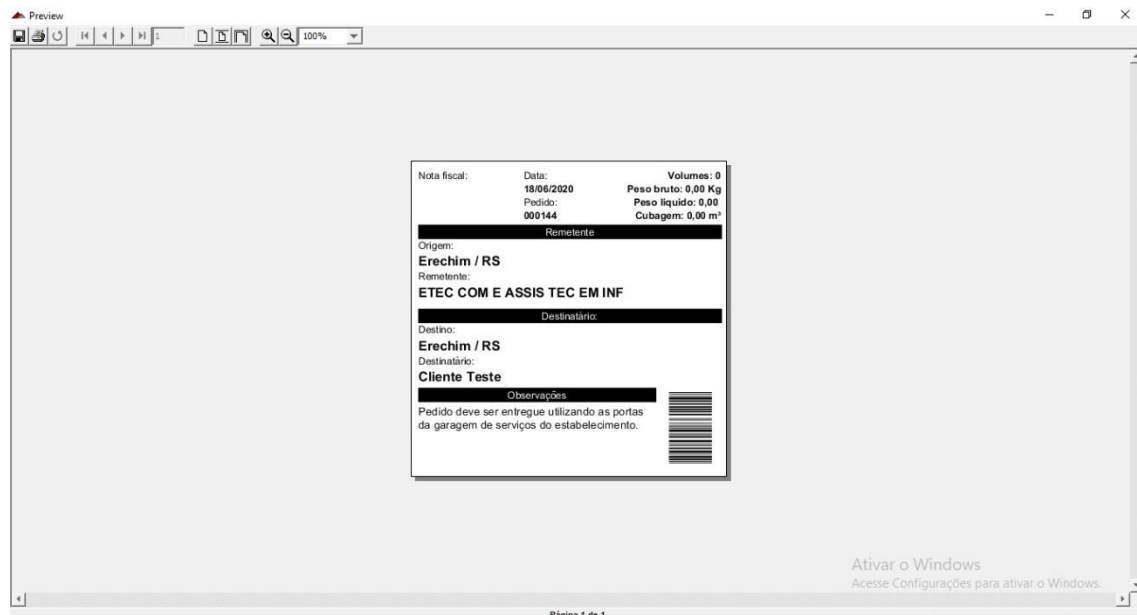 Preview
1
100%
Nota fiscal:
Data:
Volumes: 0
18/06/2020
Peso bruto: 0,00 Kg
Pedido:
Peso liquido: 0,00
000144
Cubagem: 0,00 m³
Remetente
Origem:
Erechim / RS
Remetente:
ETEC COM E ASSIS TEC EM INF
Destinatário:
Destino:
Erechim / RS
Destinatário:
Cliente Teste
Observações
Pedido deve ser entregue utilizando as portas
da garagem de serviços do estabelecimento.
Ativar o Windows
Acesse Configurações para ativar o Windows.
Página 1 de 1